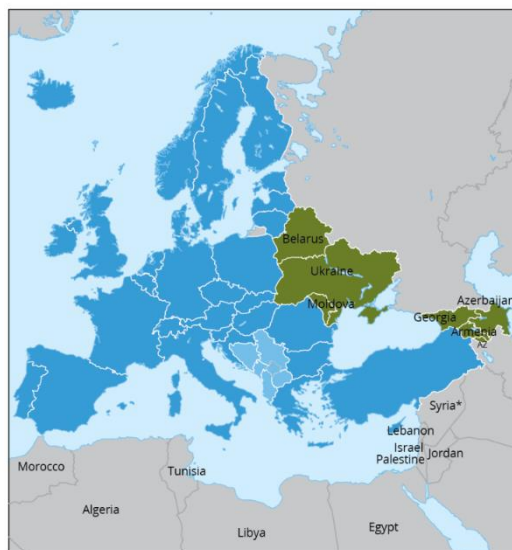 Belarus
Ukraine
Moldova
Azerbaijan
Georgia
Armenia
AZ
Syria*
Lebanon
Israel
Palestine
Jordan
Morocco
Tunisia
Algeria
Libya
Egypt